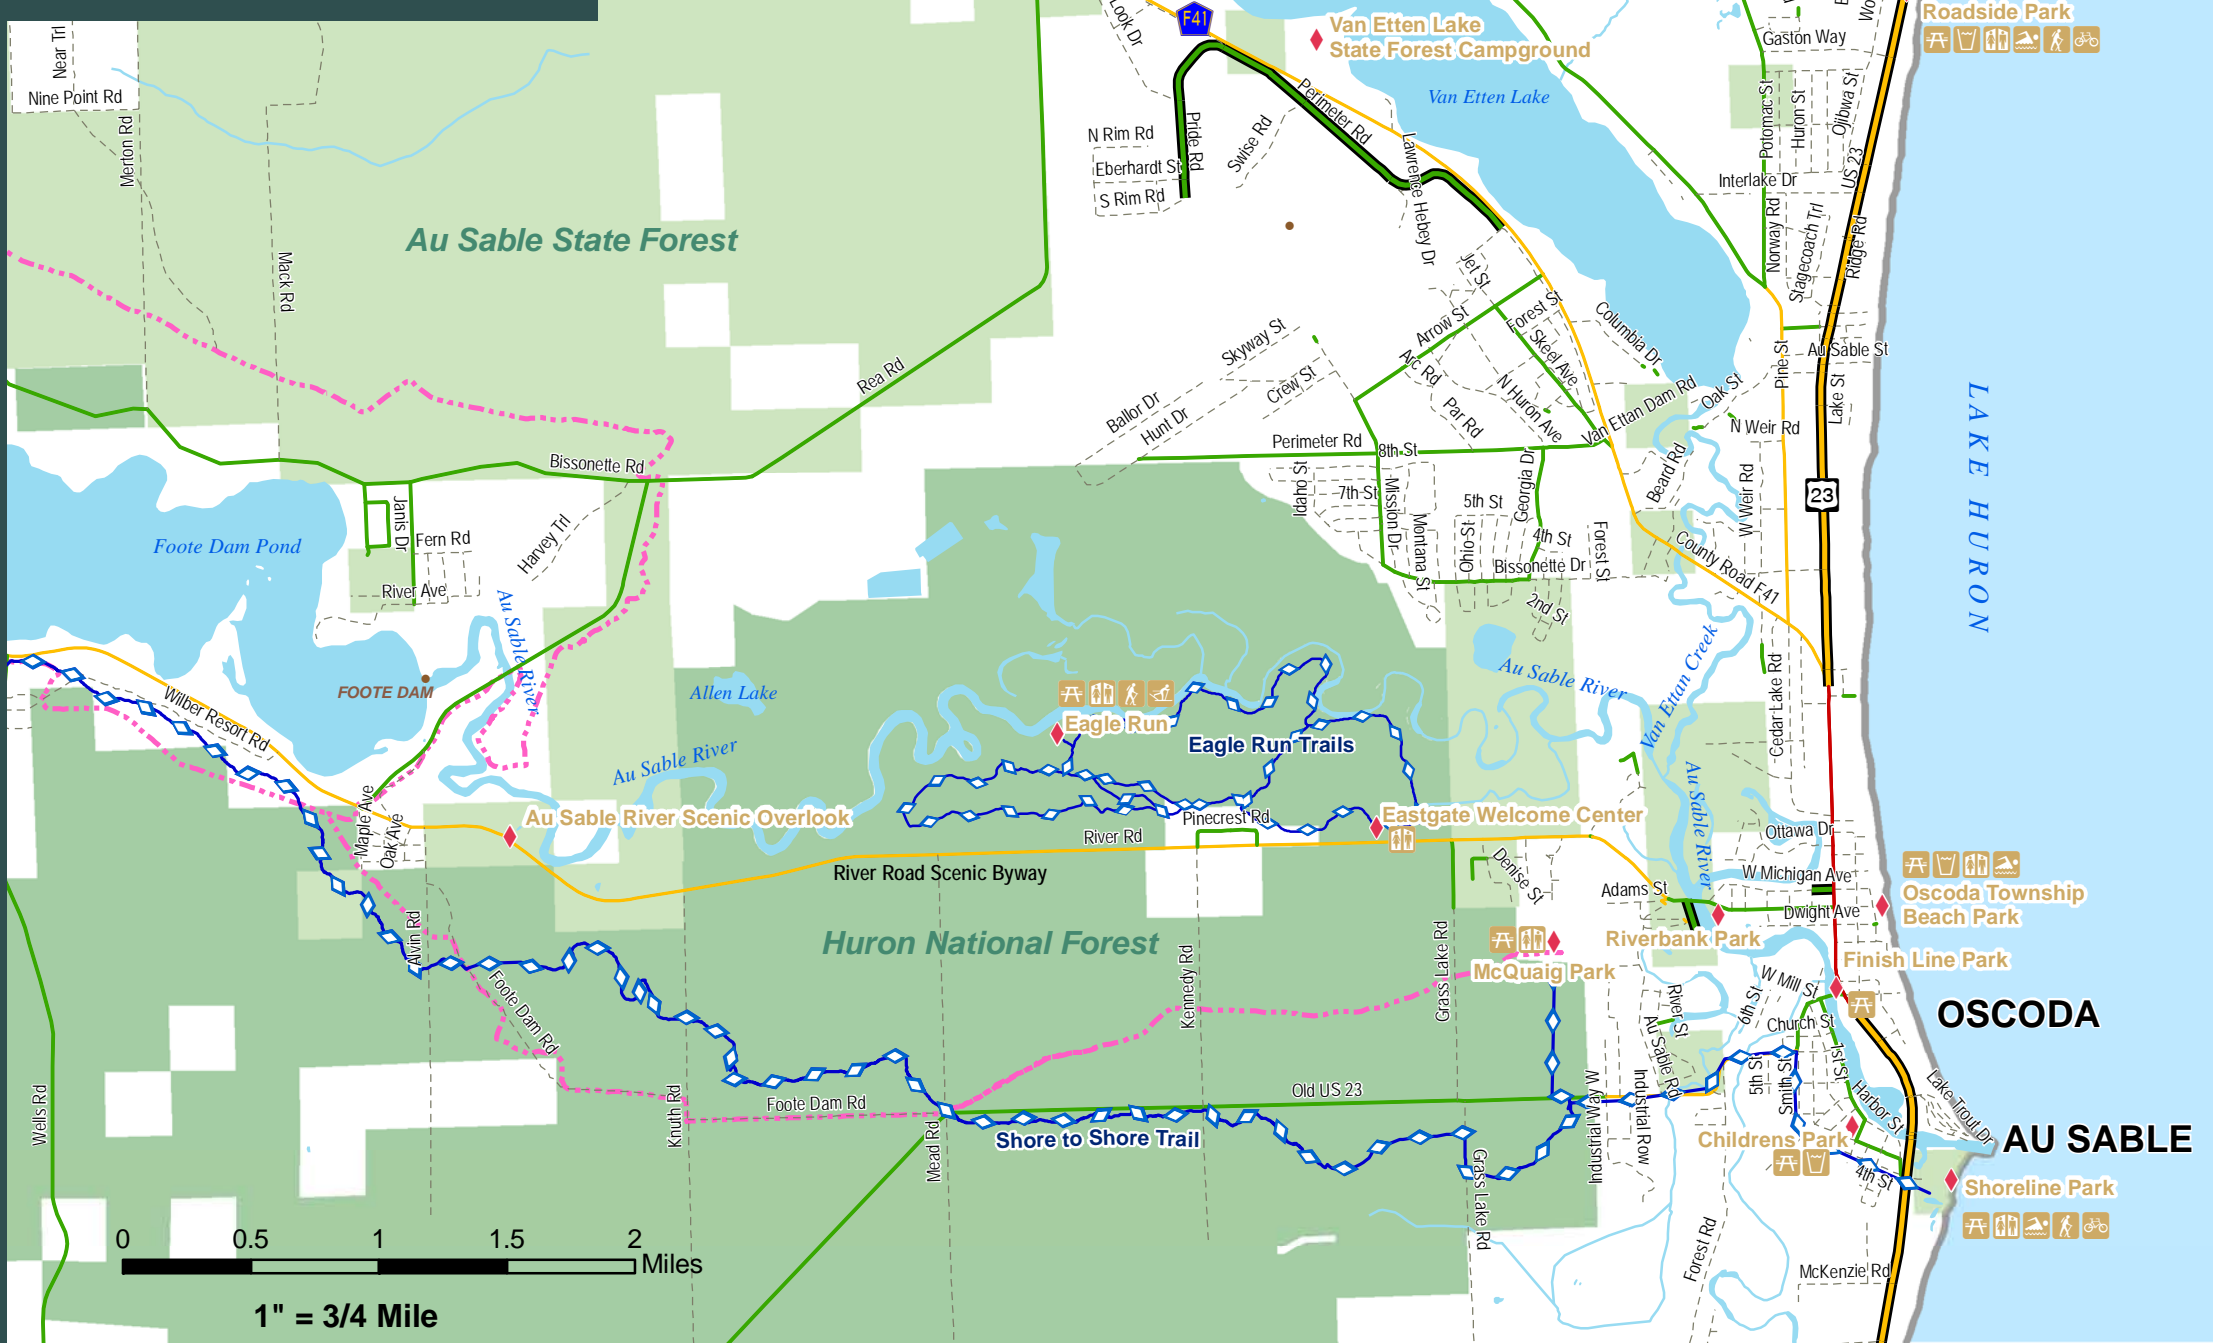 Roadside Park
Look Dr
F41
Van Etten Lake
State Forest Campground
Gaston Way
Near Trl
Nine Point Rd
Merton Rd
Van Etten Lake
Perimeter Rd
Potomac St
Huron St
Ojibwa St
N Rim Rd
Pride Rd
Swise Rd
Eberhardt St
S Rim Rd
Lawrence Hebey Dr
US 23
Interlake Dr
Au Sable State Forest
Mack Rd
Norway Rd
Stagecoach Trl
Ridge Rd
Jet St
Forest St
Columbia Dr
Arrow St
Skyway St
Skeel Ave
Arc Rd
Rea Rd
Crew St
Pine St
Au Sable St
Lake St
Ballor Dr
Hunt Dr
N Huron Ave
Par Rd
Van Ettan Dam Rd
Oak St
N Weir Rd
LAKE HURON
Perimeter Rd
8th St
Bissonette Rd
Idaho St
7th St
Mission Dr
Montana St
5th St
Georgia Dr
Beard Rd
W Weir Rd
23
Janis Dr
Fern Rd
Harvey Trl
Foote Dam Pond
Ohio St
4th St
Forest St
Bissonette Dr
County Road F41
River Ave
2nd St
Au Sable River
FOOTE DAM
Allen Lake
Au Sable River
Van Ettan Creek
Cedar Lake Rd
Wilber Resort Rd
Eagle Run
Eagle Run Trails
Au Sable River
Au Sable River
Maple Ave
Oak Ave
Au Sable River Scenic Overlook
Pinecrest Rd
River Rd
Eastgate Welcome Center
Ottawa Dr
River Road Scenic Byway
Denise St
Adams St
W Michigan Ave
Dwight Ave
Oscoda Township
Beach Park
Alvin Rd
Huron National Forest
Kennedy Rd
Grass Lake Rd
Riverbank Park
Finish Line Park
McQuaig Park
Foote Dam Rd
W Mill St
6th St
River St
Au Sable Rd
Church St
OSCODA
Wells Rd
Knuth Rd
Foote Dam Rd
Old US 23
Mead Rd
Shore to Shore Trail
Industrial Way W
Industrial Row
5th St
Smith St
1st St
Harbor St
Lake Trout Dr
Childrens Park
AU SABLE
4th St
Grass Lake Rd
Shoreline Park
Forest Rd
McKenzie Rd
0 0.5 1 1.5 2
Miles
1" = 3/4 Mile